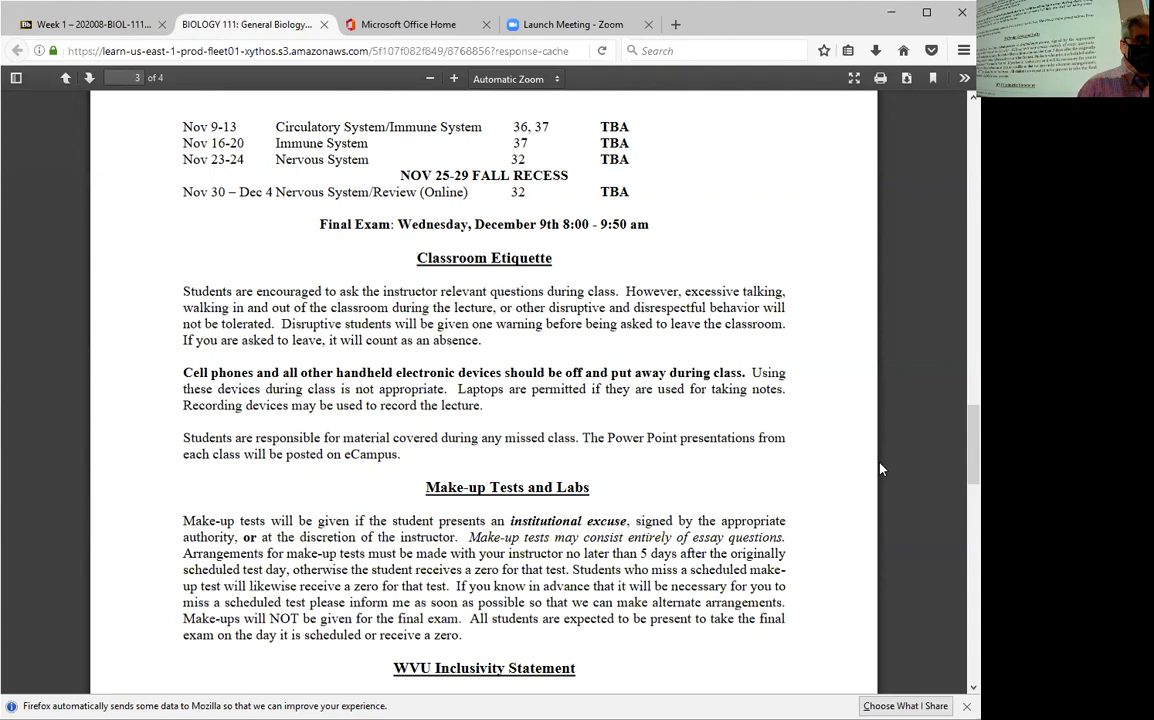 Week 1 – 202008-BIOL-111...
BIOLOGY 111: General Biology...
Microsoft Office Home
Launch Meeting - Zoom
https://learn-us-east-1-prod-fleet01-xythos.s3.amazonaws.com/5f107f082f849/8768856?response-cache
Search
3 of 4
Automatic Zoom
Nov 9-13 Circulatory System/Immune System 36, 37 TBA
Nov 16-20 Immune System 37 TBA
Nov 23-24 Nervous System 32 TBA
NOV 25-29 FALL RECESS
Nov 30 – Dec 4 Nervous System/Review (Online) 32 TBA
Final Exam: Wednesday, December 9th 8:00 - 9:50 am
Classroom Etiquette
Students are encouraged to ask the instructor relevant questions during class. However, excessive talking,
walking in and out of the classroom during the lecture, or other disruptive and disrespectful behavior will
not be tolerated. Disruptive students will be given one warning before being asked to leave the classroom.
If you are asked to leave, it will count as an absence.
Cell phones and all other handheld electronic devices should be off and put away during class. Using
these devices during class is not appropriate. Laptops are permitted if they are used for taking notes.
Recording devices may be used to record the lecture.
Students are responsible for material covered during any missed class. The Power Point presentations from
each class will be posted on eCampus.
Make-up Tests and Labs
Make-up tests will be given if the student presents an institutional excuse, signed by the appropriate
authority, or at the discretion of the instructor. Make-up tests may consist entirely of essay questions.
Arrangements for make-up tests must be made with your instructor no later than 5 days after the originally
scheduled test day, otherwise the student receives a zero for that test. Students who miss a scheduled make-
up test will likewise receive a zero for that test. If you know in advance that it will be necessary for you to
miss a scheduled test please inform me as soon as possible so that we can make alternate arrangements.
Make-ups will NOT be given for the final exam. All students are expected to be present to take the final
exam on the day it is scheduled or receive a zero.
WVU Inclusivity Statement
Firefox automatically sends some data to Mozilla so that we can improve your experience.
Choose What I Share